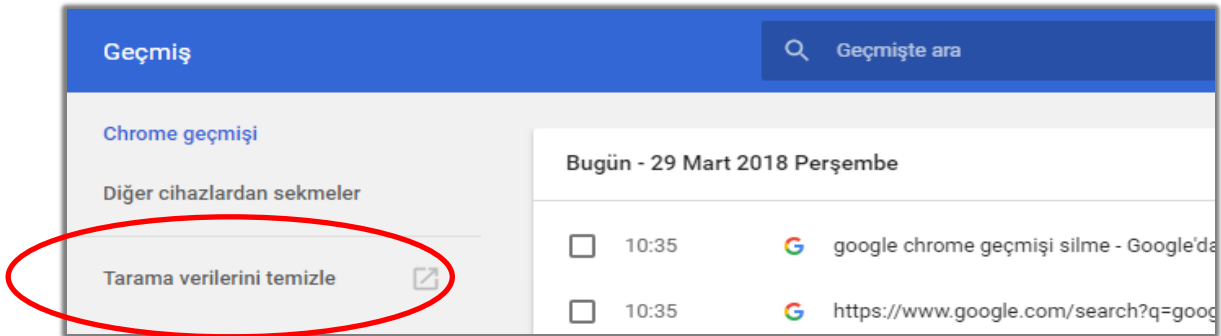 Geçmiş
Geçmişte ara
Chrome geçmişi
Diğer cihazlardan sekmeler
Tarama verilerini temizle
Bugün - 29 Mart 2018 Perşembe
10:35 google chrome geçmişi silme - Google'da
10:35 https://www.google.com/search?q=goog